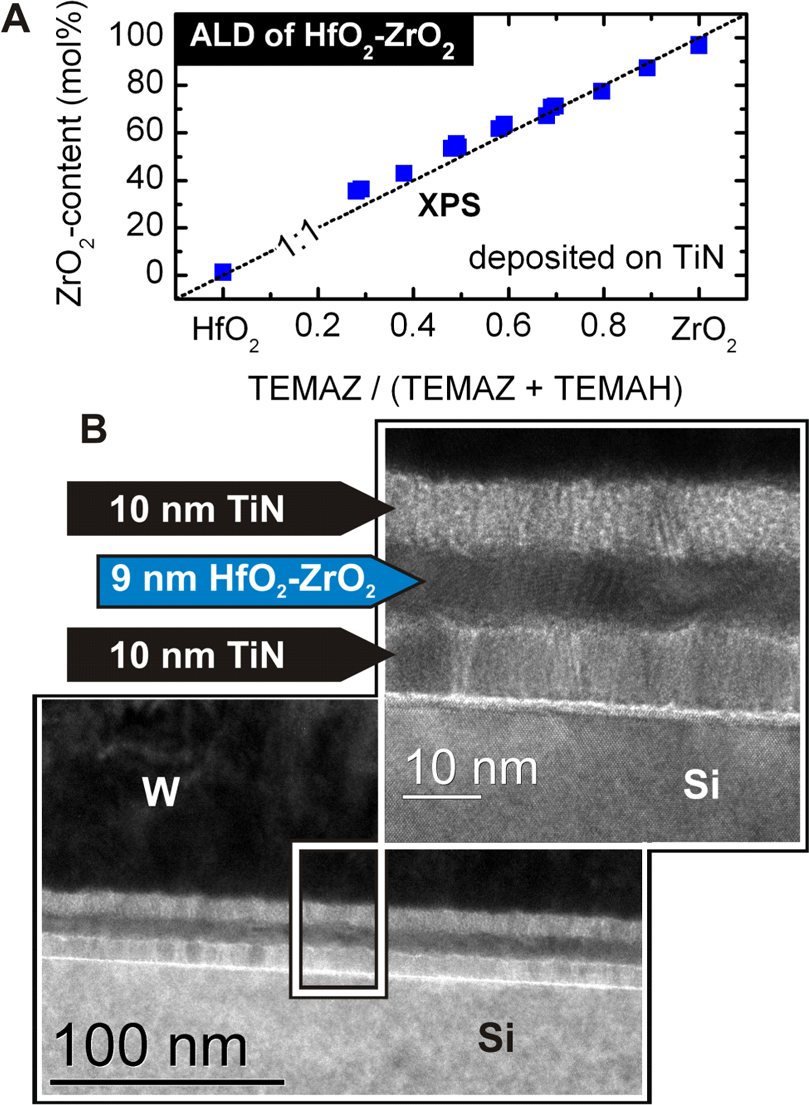 A
ALD of HfO₂-ZrO₂
ZrO₂-content (mol%)
100
80
60
40
20
0
1:1
XPS
deposited on TiN
HfO₂ 0.2 0.4 0.6 0.8 ZrO₂
TEMAZ / (TEMAZ + TEMAH)
B
10 nm TiN
9 nm HfO₂-ZrO₂
10 nm TiN
10 nm
Si
W
100 nm
Si